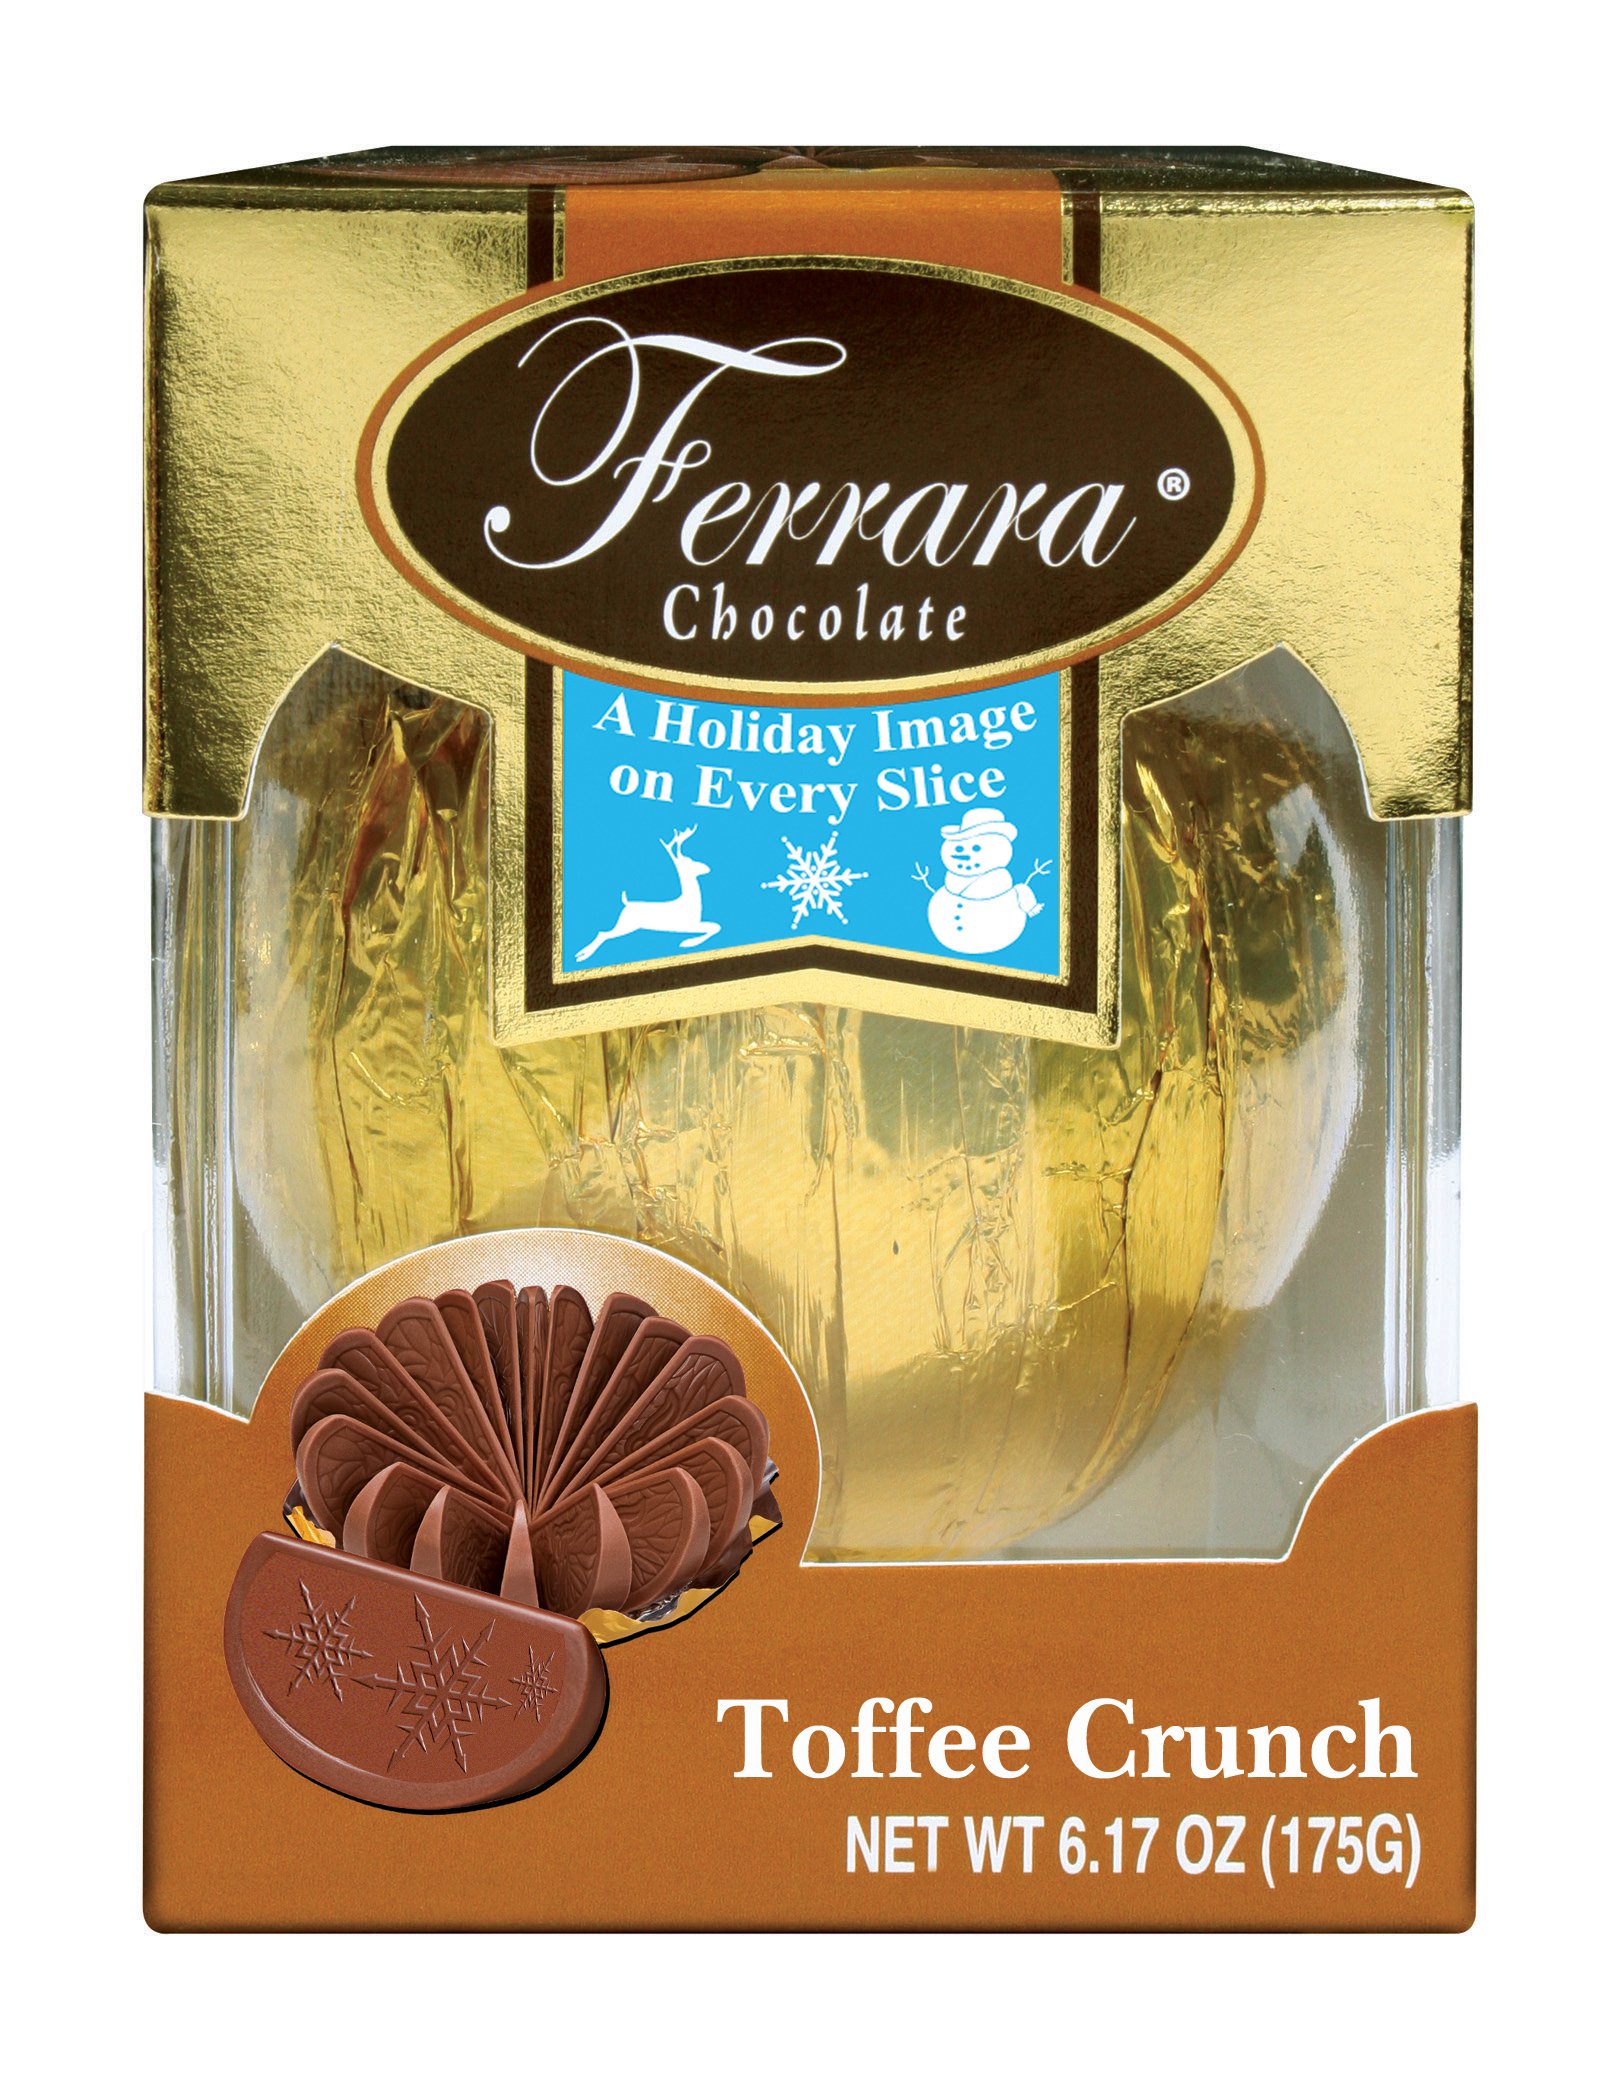 Ferrara®
Chocolate
A Holiday Image
on Every Slice
Toffee Crunch
NET WT 6.17 OZ (175G)